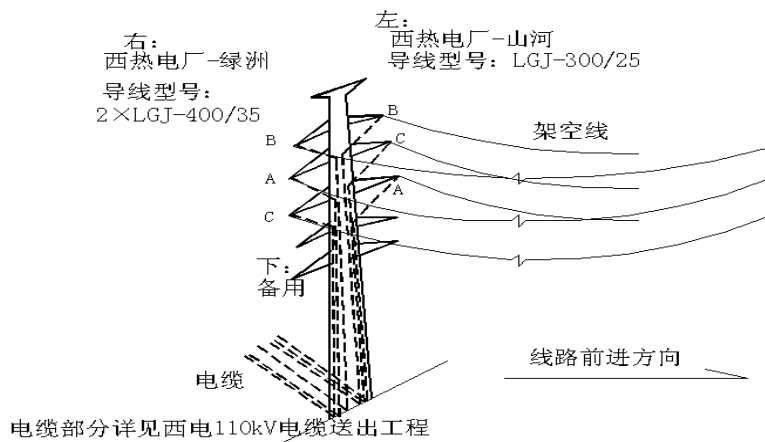 左:
西热电厂-山河
导线型号: LGJ-300/25
右:
西热电厂-绿洲
导线型号:
2×LGJ-400/35
B
C
A
B
A
C
架空线
下:
备用
电缆
线路前进方向
电缆部分详见西电110kV电缆送出工程